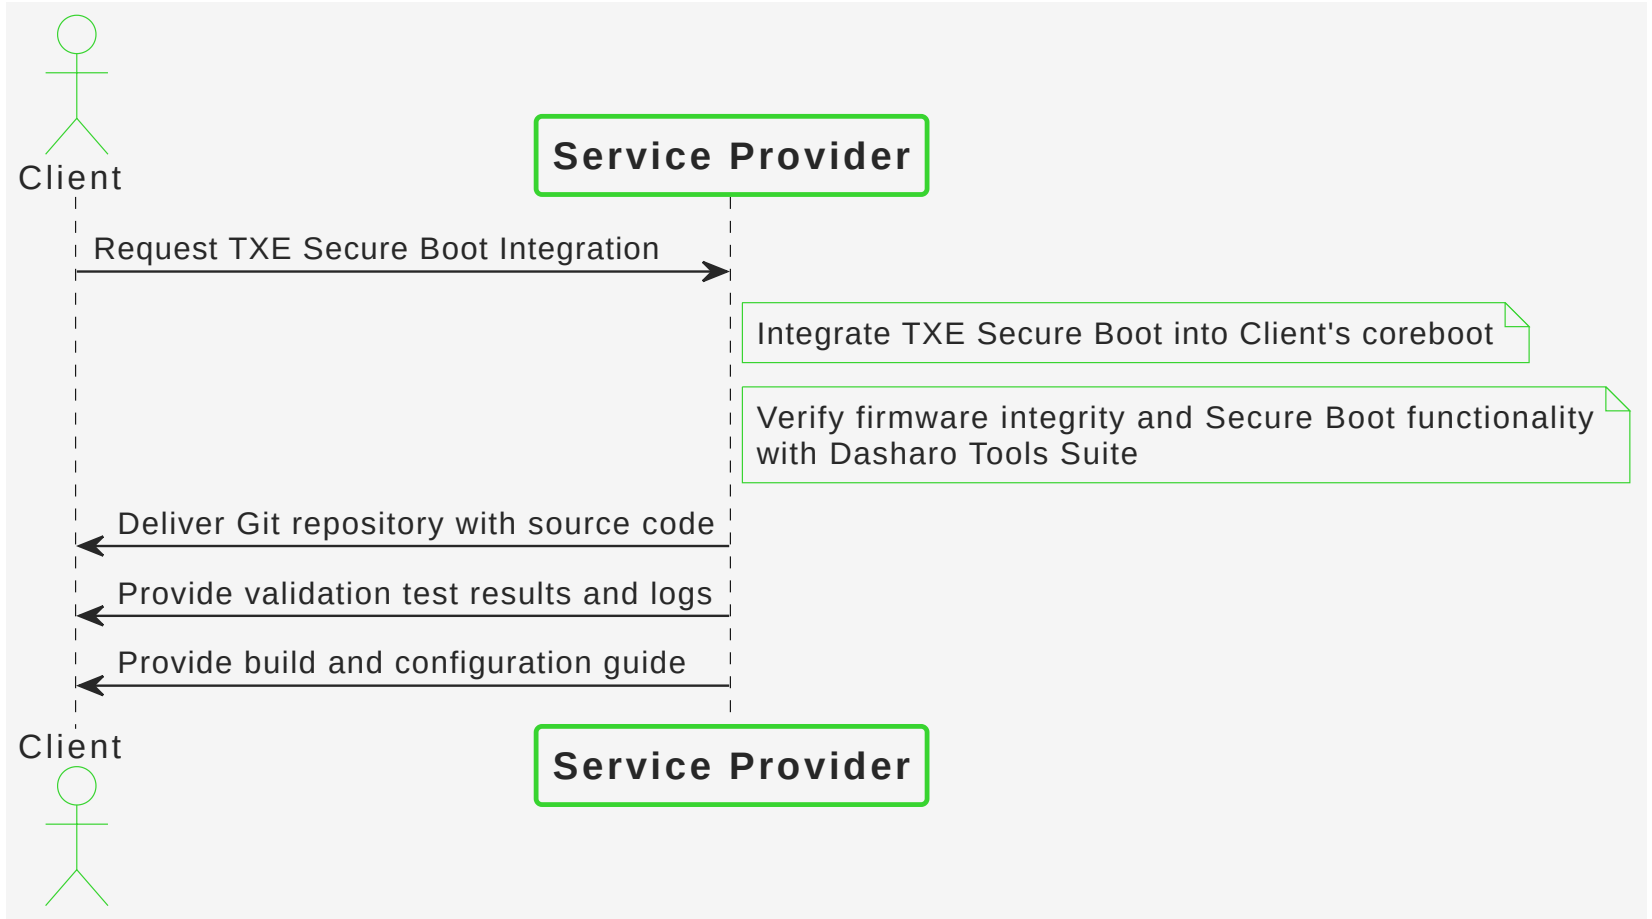 Client
Service Provider
Request TXE Secure Boot Integration
Integrate TXE Secure Boot into Client's coreboot
Verify firmware integrity and Secure Boot functionality
with Dasharo Tools Suite
Deliver Git repository with source code
Provide validation test results and logs
Provide build and configuration guide
Client
Service Provider